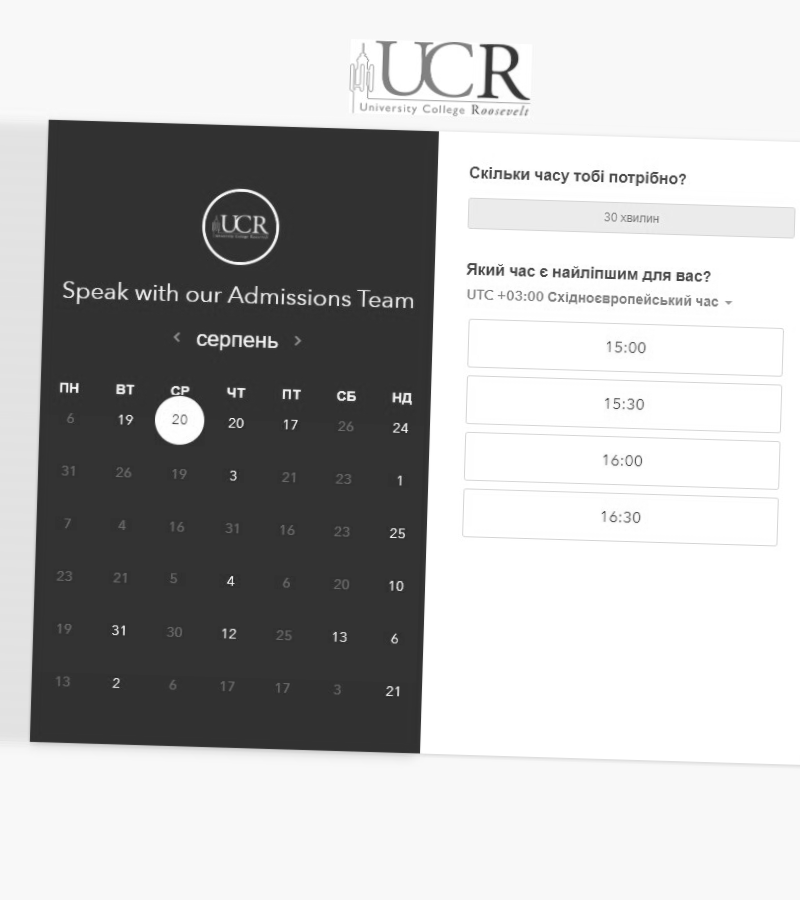 UCR
University College Roosevelt
UCR
Speak with our Admissions Team
серпень
ПН ВТ СР ЧТ ПТ СБ НД
6 19 20 20 17 26 24
31 26 19 3 21 23 1
7 4 16 31 16 23 25
23 21 5 4 6 20 10
19 31 30 12 25 13 6
13 2 6 17 17 3 21
Скільки часу тобі потрібно?
30 хвилин
Який час є найліпшим для вас?
UTC +03:00 Східноєвропейський час
15:00
15:30
16:00
16:30